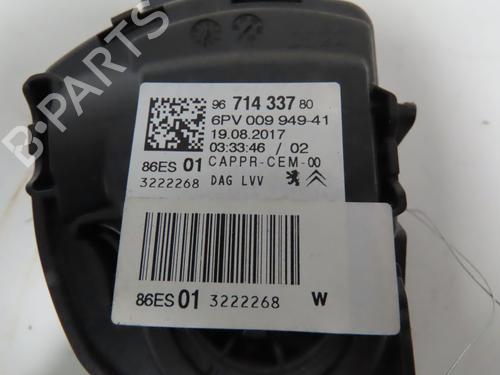 96 714 337 80
6PV 009 949-41
19.08.2017
03:33:46 / 02
86ES 01 CAPPR-CEM-00
3222268 DAG LVV
86ES 01 3222268 W
B-PARTS